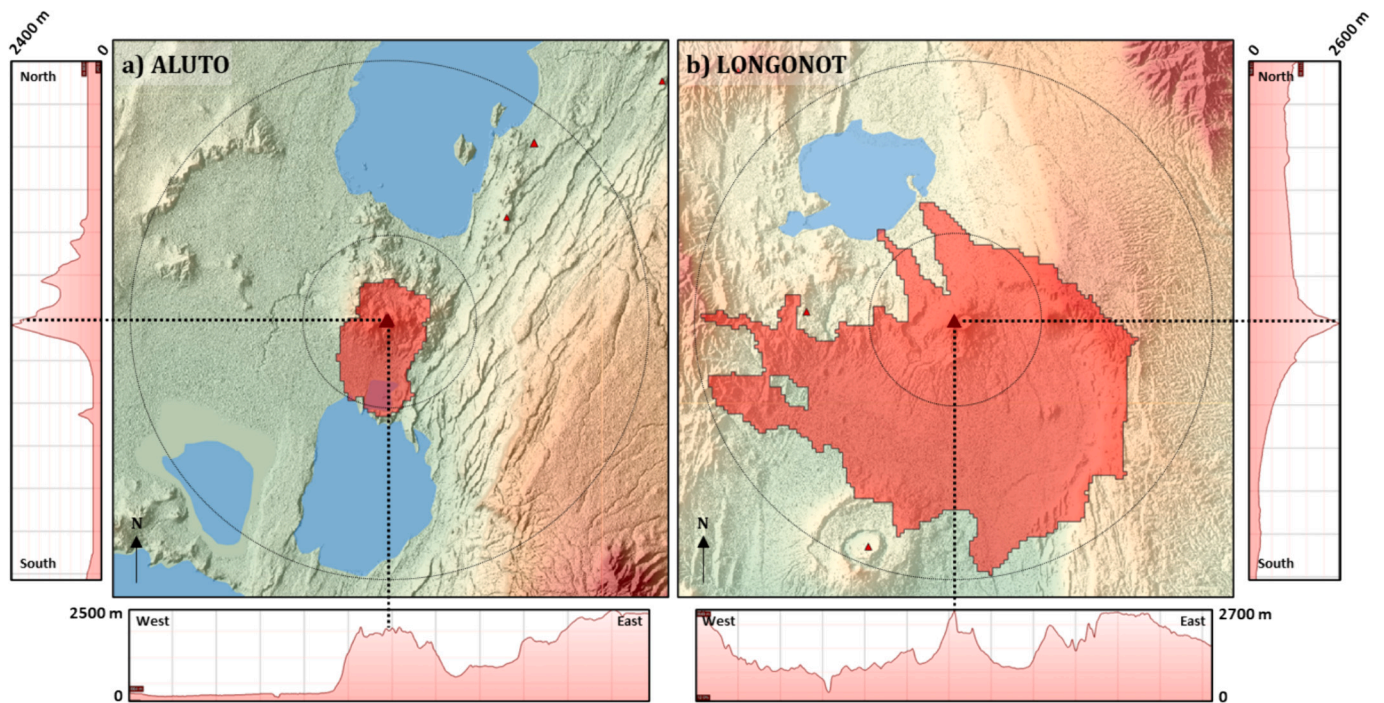 2400 m
0
North
South
a) ALUTO
N
b) LONGONOT
N
0
2600 m
North
South
2500 m
0
West
East
West
East
2700 m
0